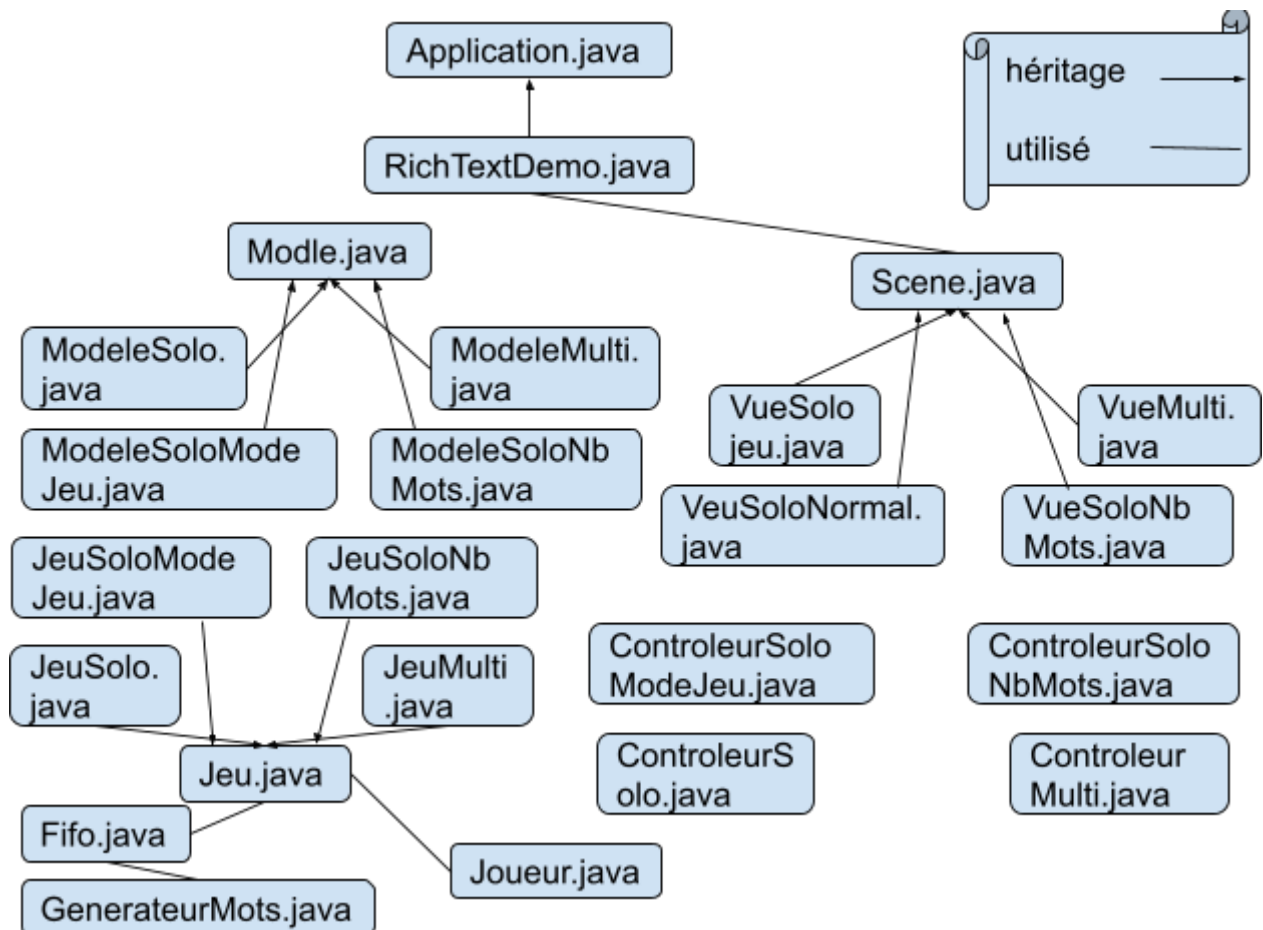 Application.java
héritage
utilisé
RichTextDemo.java
Modle.java
Scene.java
ModeleSolo.
java
ModeleMulti.
java
ModeleSoloMode
Jeu.java
ModeleSoloNb
Mots.java
VueSolo
jeu.java
VueMulti.
java
VeuSoloNormal.
java
VueSoloNb
Mots.java
JeuSoloMode
Jeu.java
JeuSoloNb
Mots.java
JeuSolo.
java
JeuMulti
.java
ControleurSolo
ModeJeu.java
ControleurSolo
NbMots.java
Jeu.java
ControleurS
olo.java
Controleur
Multi.java
Fifo.java
Joueur.java
GenerateurMots.java